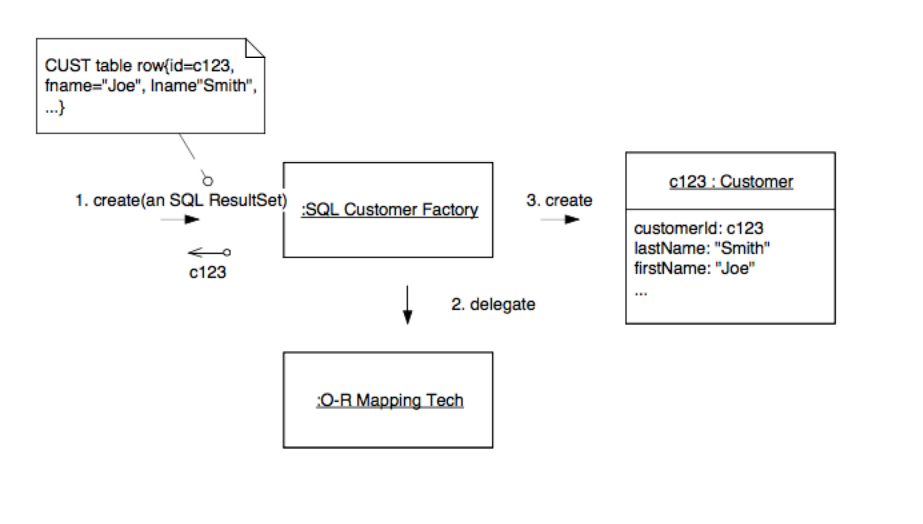 CUST table row{id=c123,
fname="Joe", lname"Smith",
...}
1. create(an SQL ResultSet)
:SQL Customer Factory
3. create
c123 : Customer
customerId: c123
lastName: "Smith"
firstName: "Joe"
...
c123
2. delegate
:O-R Mapping Tech